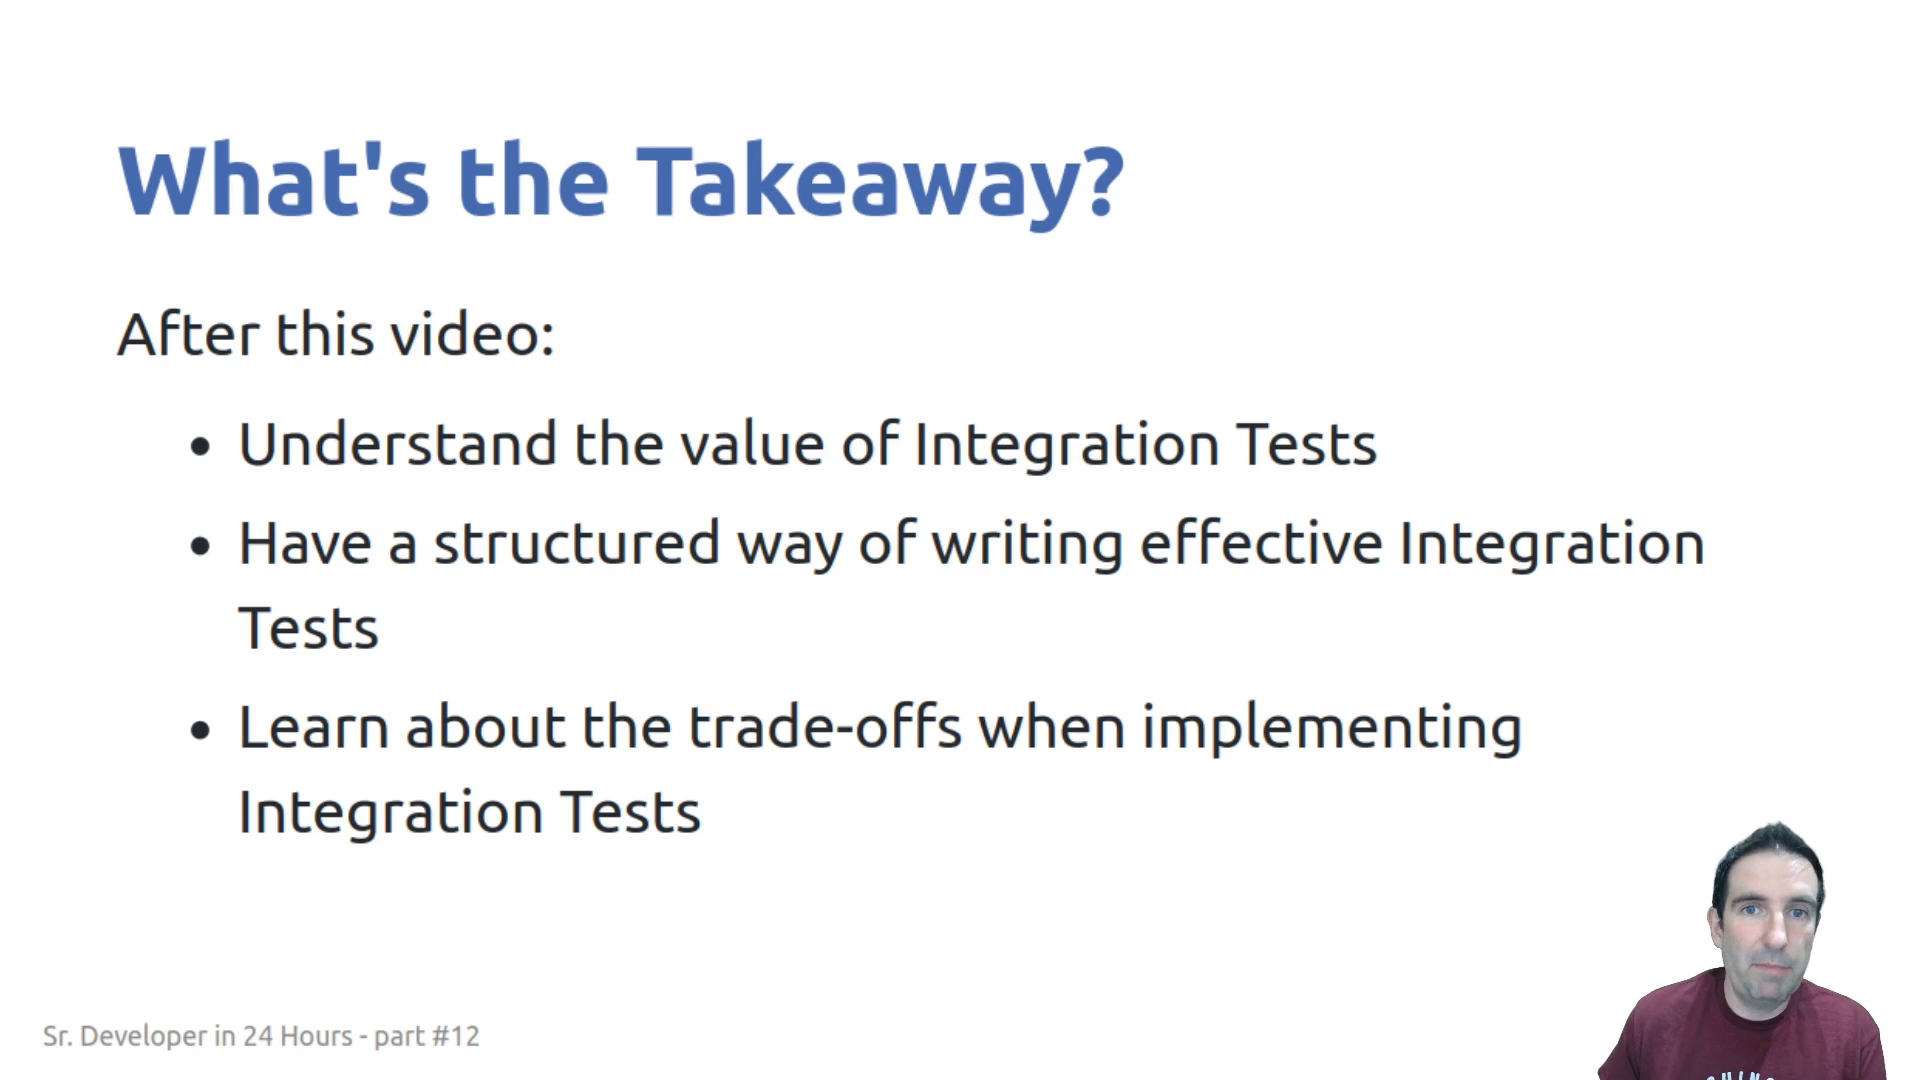 What's the Takeaway?
After this video:
• Understand the value of Integration Tests
• Have a structured way of writing effective Integration
Tests
• Learn about the trade-offs when implementing
Integration Tests
Sr. Developer in 24 Hours - part #12